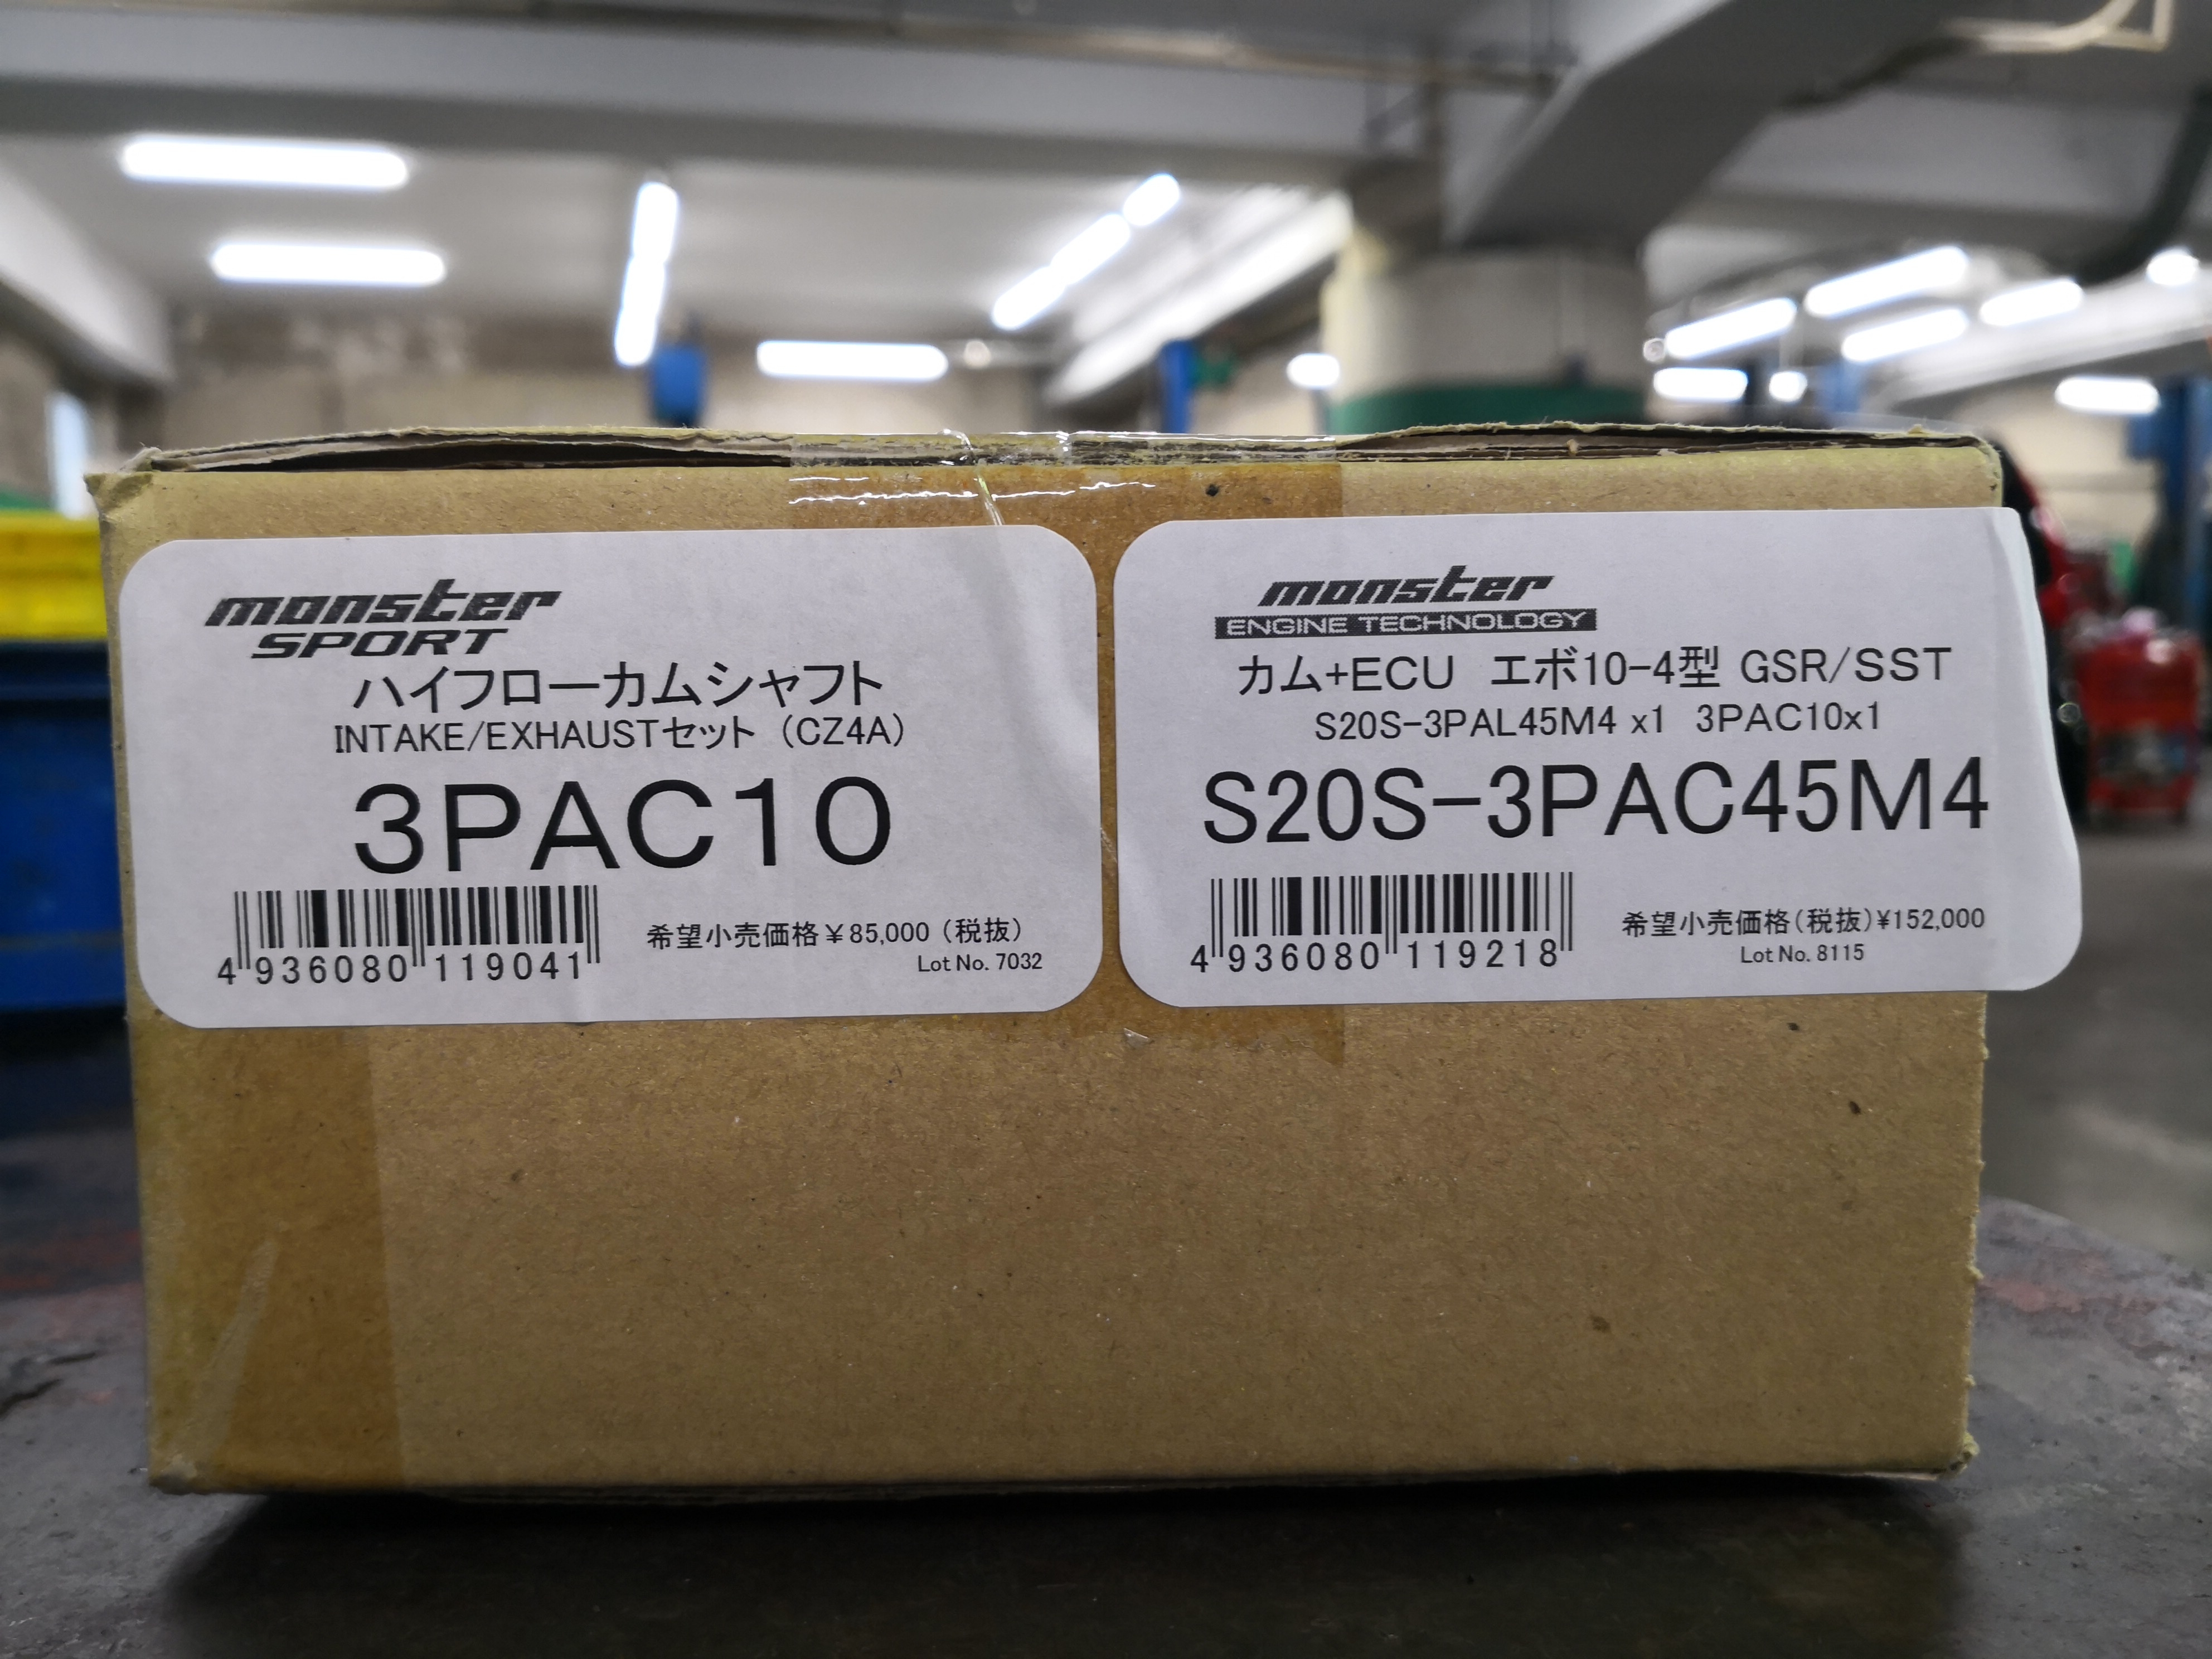 monster
SPORT
ハイフローカムシャフト
INTAKE/EXHAUSTセット（CZ4A）
3PAC10
4 936080 119041
希望小売価格￥85,000（税抜）
Lot No. 7032
monster
ENGINE TECHNOLOGY
カム+ECU　エボ10-4型 GSR/SST
S20S-3PAL45M4 x1  3PAC10x1
S20S-3PAC45M4
4 936080 119218
希望小売価格（税抜）¥152,000
Lot No. 8115